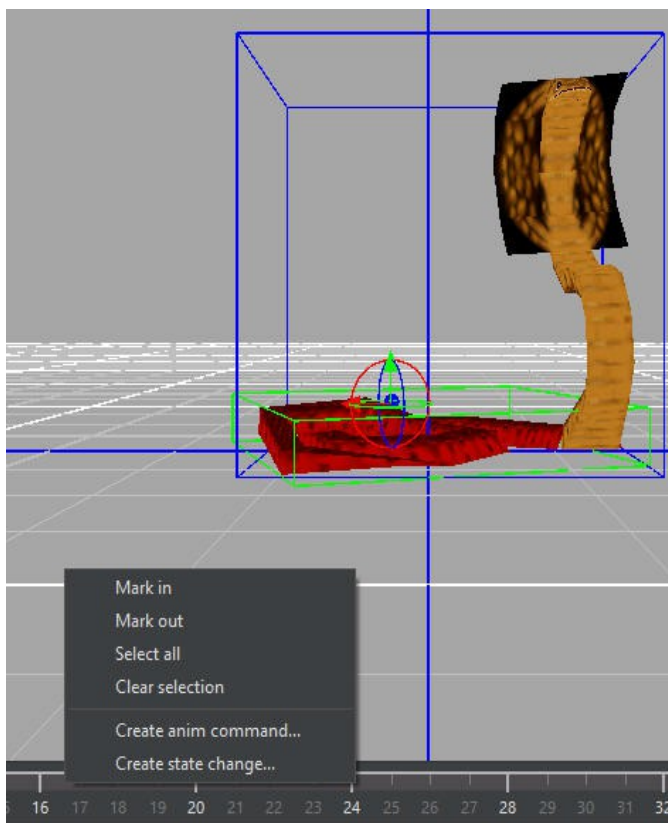 Mark in
Mark out
Select all
Clear selection
Create anim command...
Create state change...
16 17 18 19 20 21 22 23 24 25 26 27 28 29 30 31 32